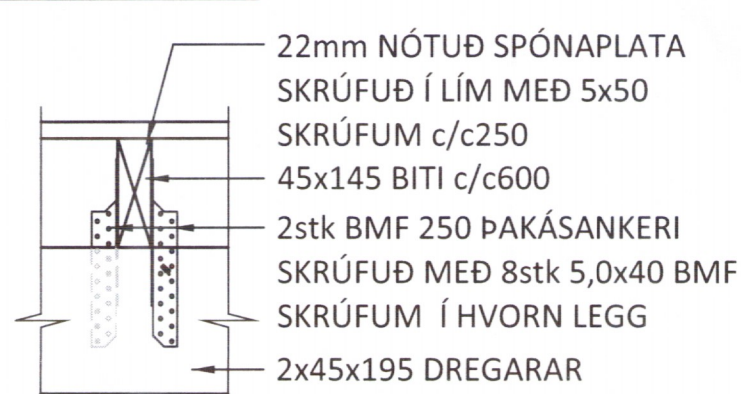 22mm NÓTUÐ SPÓNAPLATA
SKRÚFUÐ Í LÍM MEÐ 5x50
SKRÚFUM c/c250
45x145 BITI c/c600
2stk BMF 250 ÞAKÁSANKERI
SKRÚFUÐ MEÐ 8stk 5,0x40 BMF
SKRÚFUM Í HVORN LEGG
2x45x195 DREGARAR